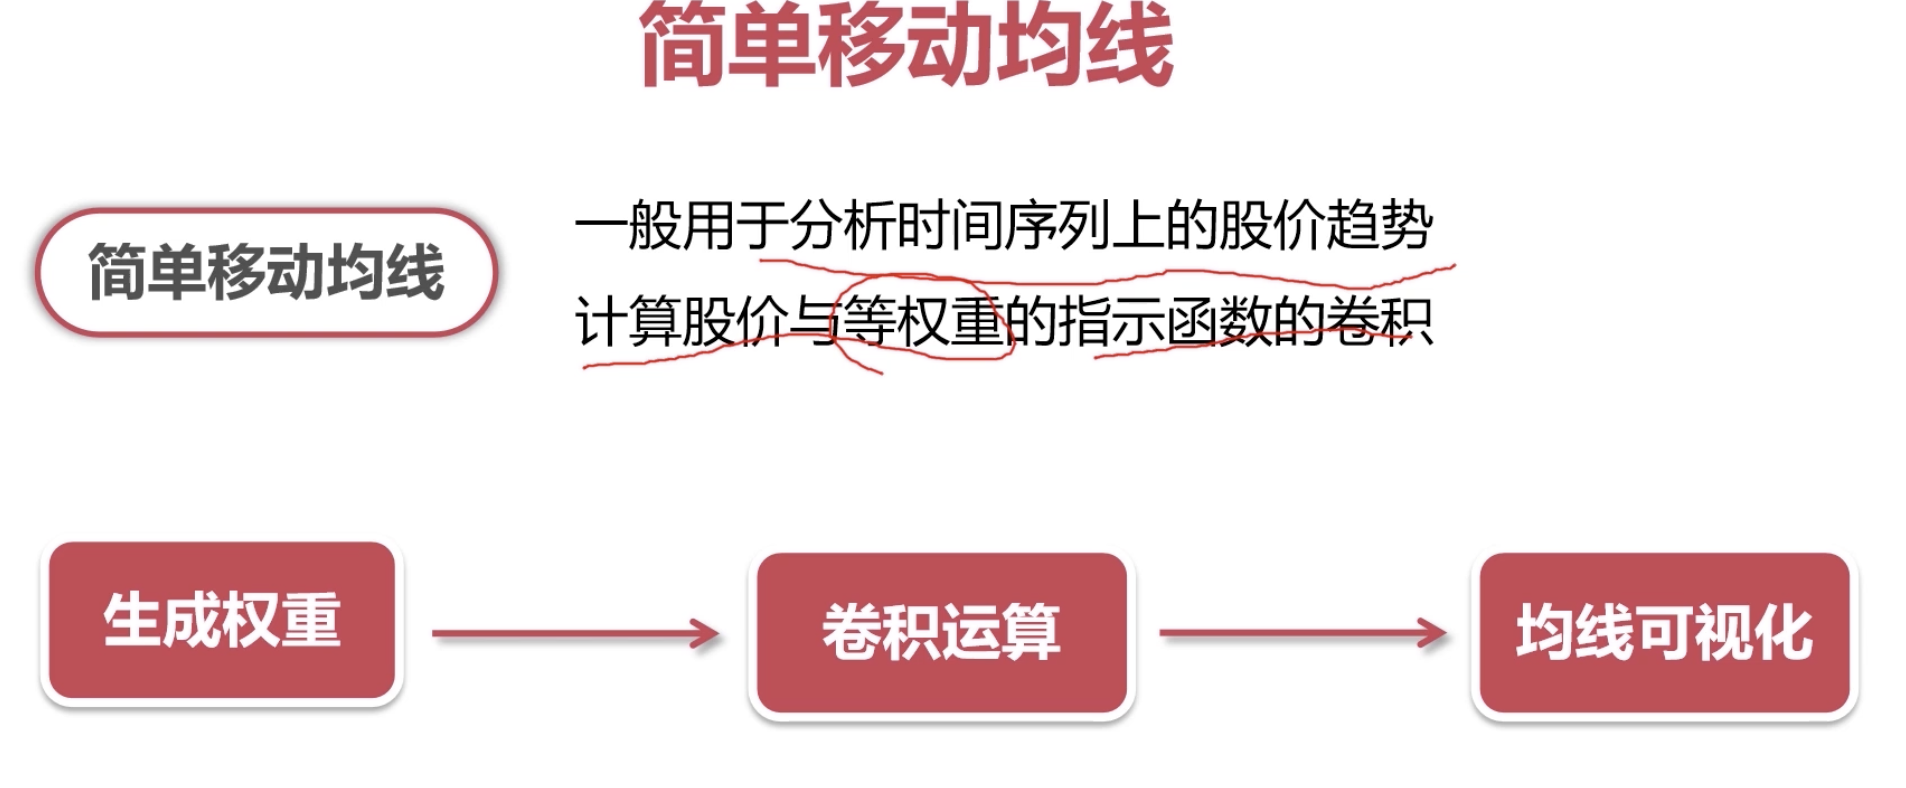 简单移动均线
简单移动均线
一般用于分析时间序列上的股价趋势
计算股价与等权重的指示函数的卷积
生成权重
卷积运算
均线可视化